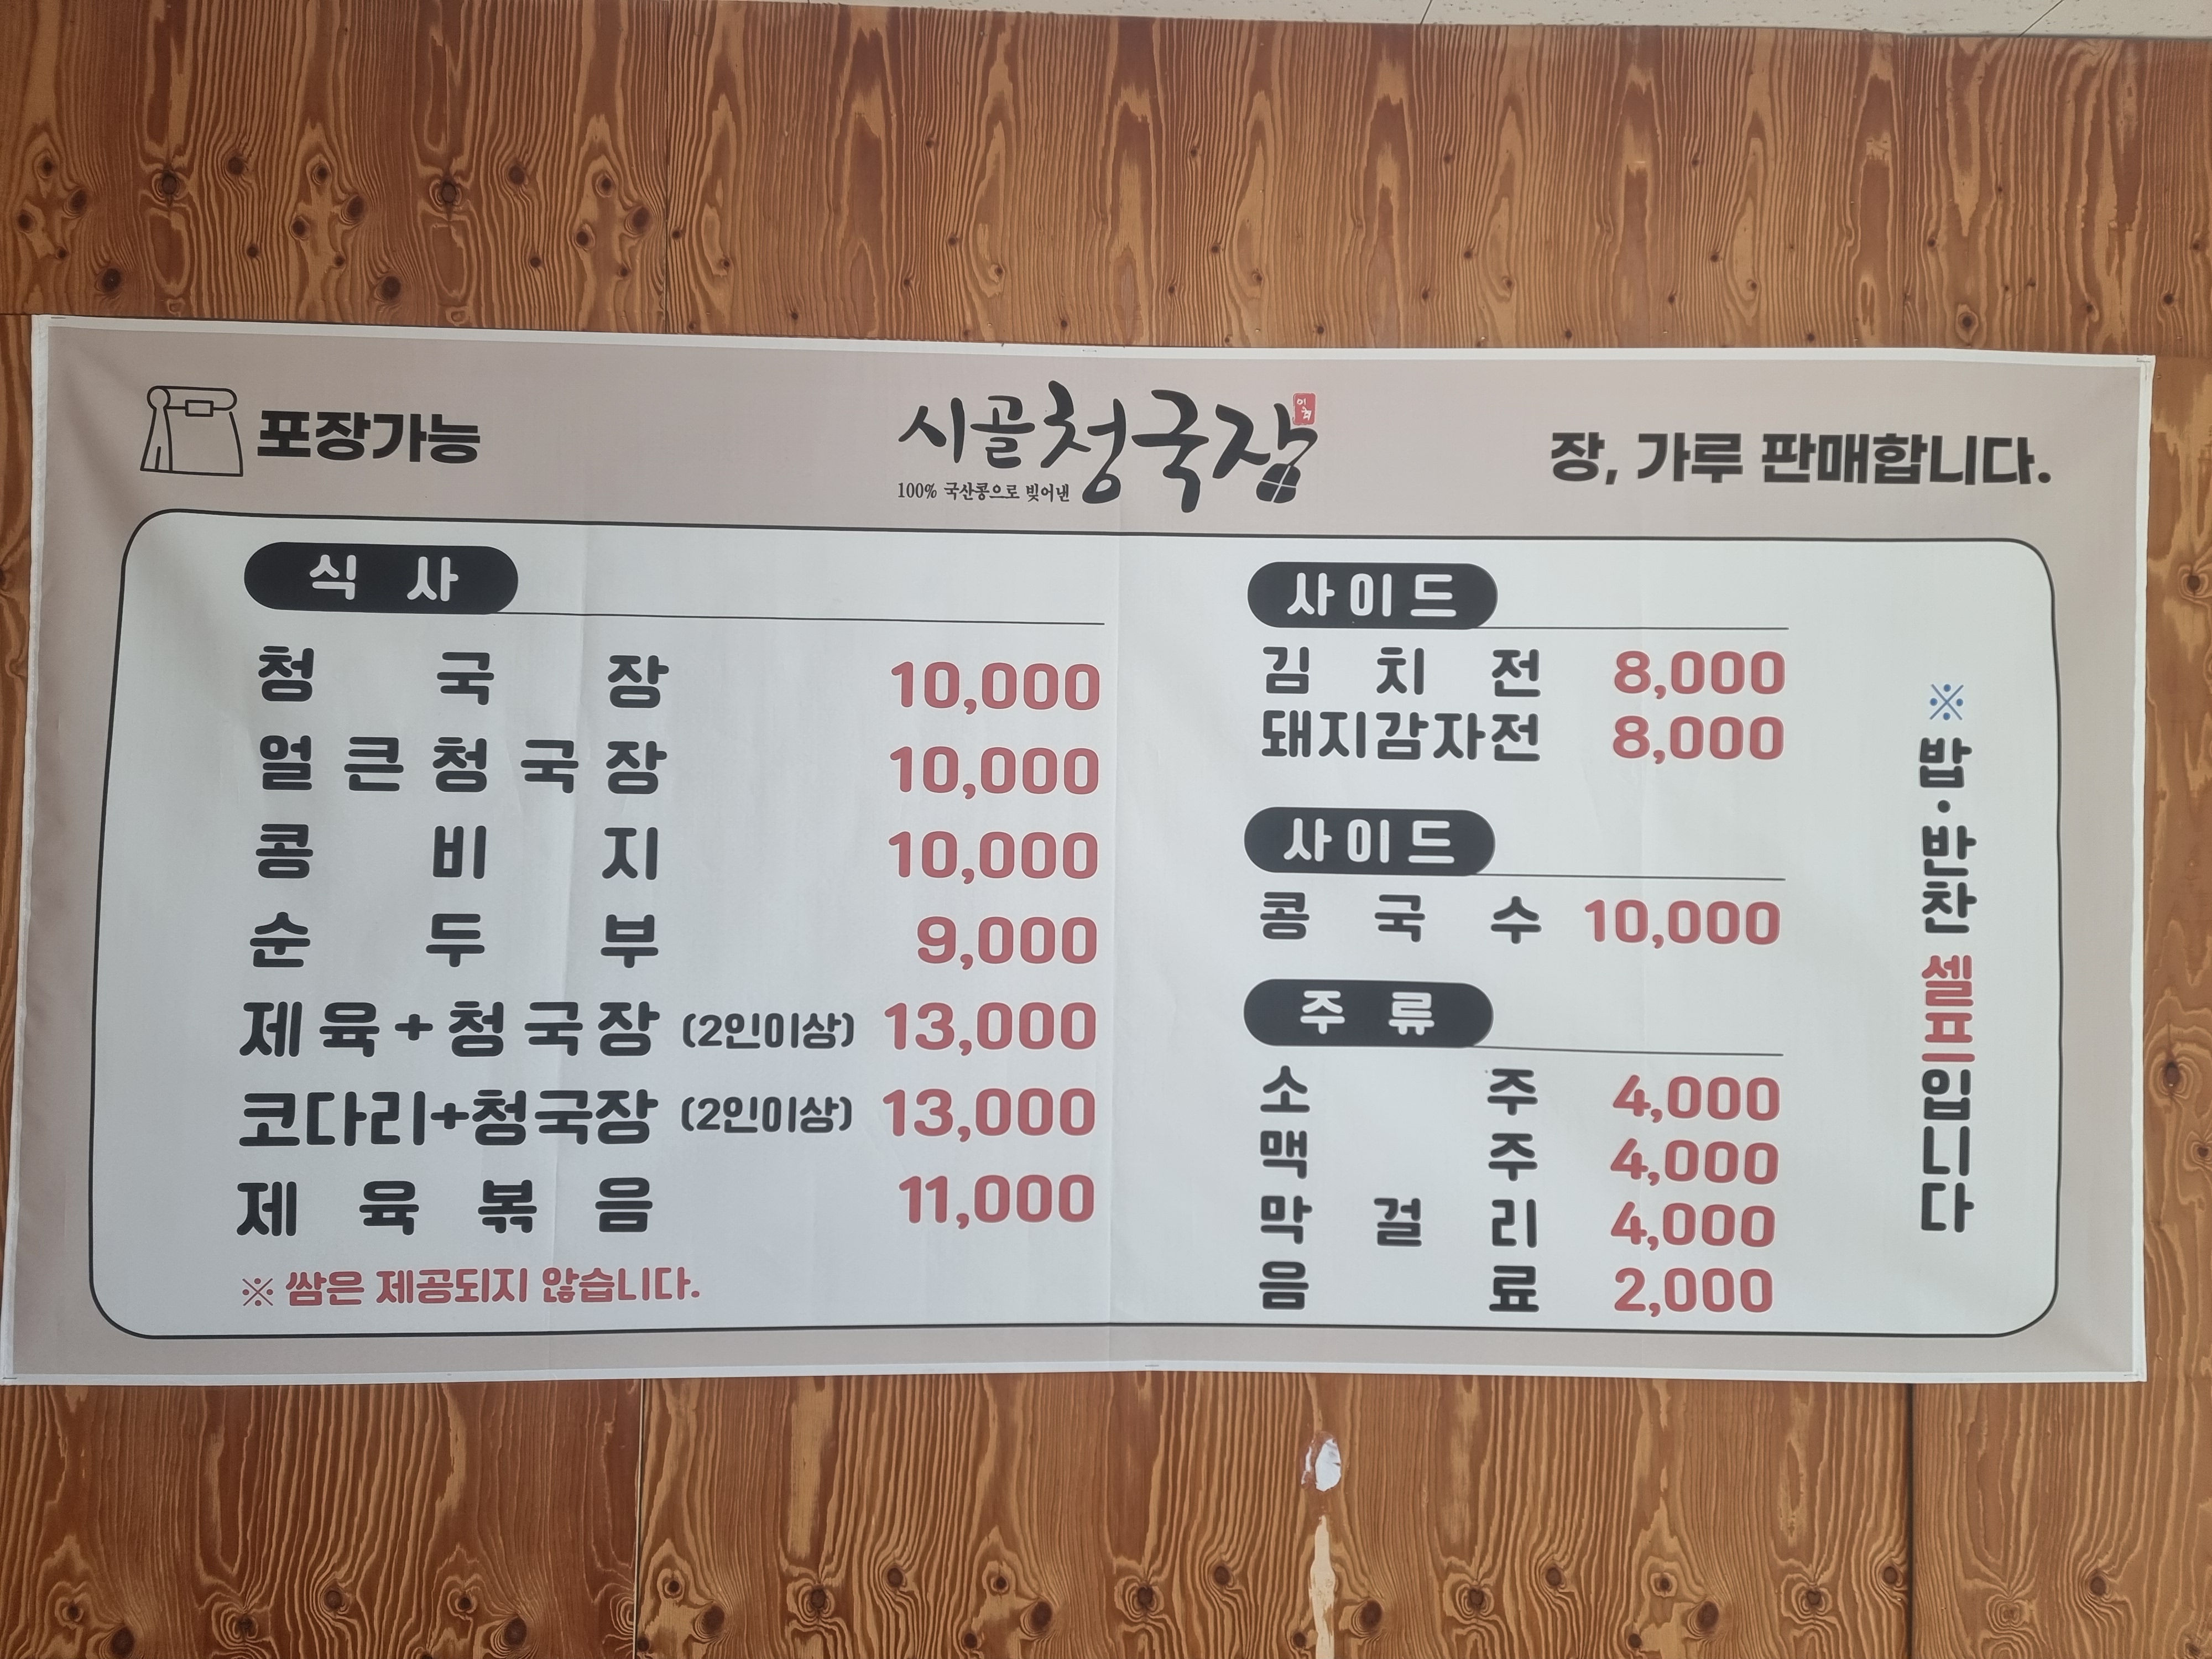 포장가능
시골청국장
100% 국산콩으로 빚어낸
장, 가루 판매합니다.
식사
청국장 10,000
얼큰청국장 10,000
콩비지 10,000
순두부 9,000
제육+청국장 (2인이상) 13,000
코다리+청국장 (2인이상) 13,000
제육볶음 11,000
※ 쌈은 제공되지 않습니다.
사이드
김치전 8,000
돼지감자전 8,000
사이드
콩국수 10,000
주류
소주 4,000
맥주 4,000
막걸리 4,000
음료 2,000
※밥·반찬 셀프입니다